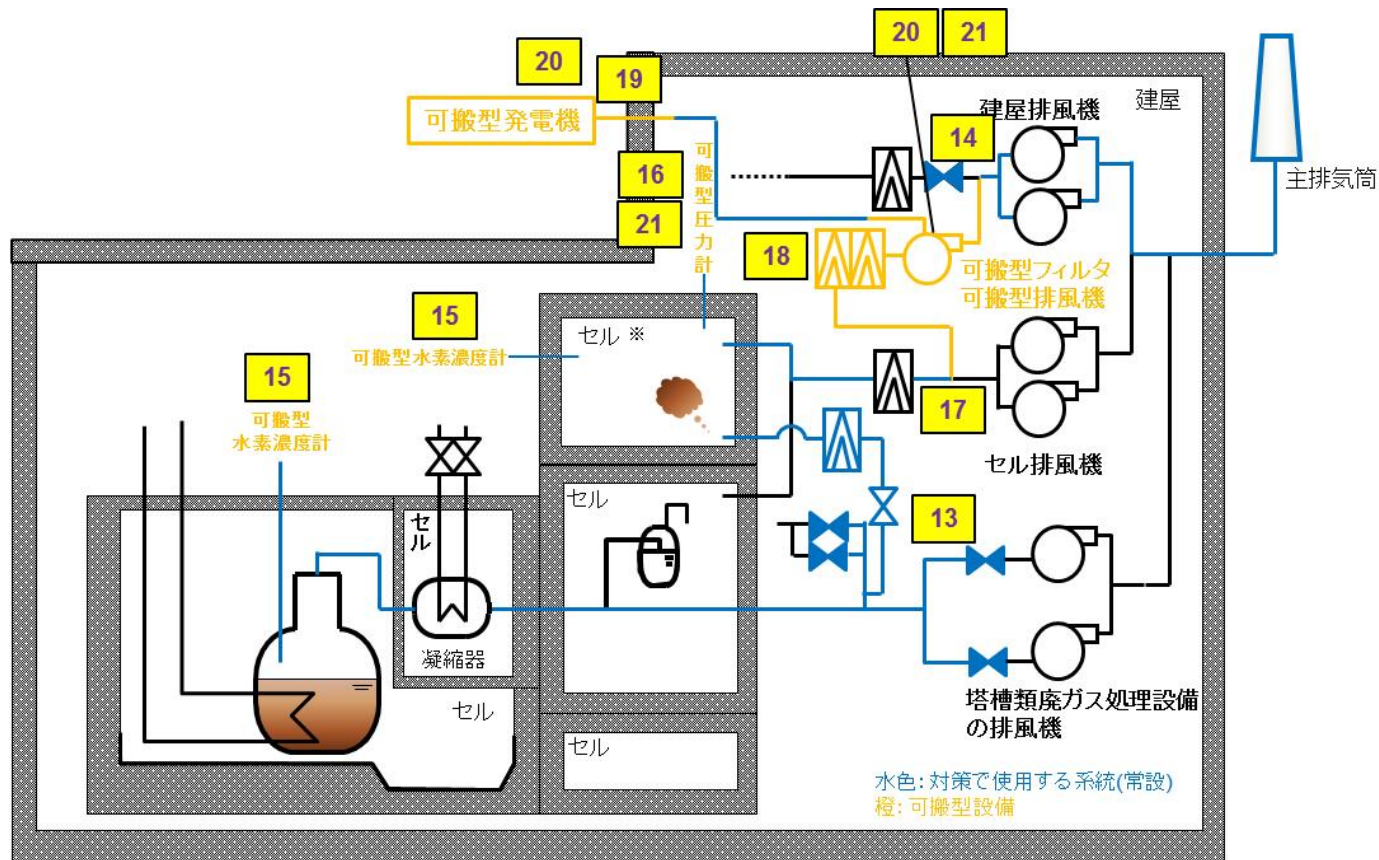 20
21
20
19
可搬型発電機
建屋排風機
建屋
14
16
21
可搬型圧力計
主排気筒
18
可搬型フィルタ
可搬型排風機
15
可搬型水素濃度計
セル ※
15
可搬型
水素濃度計
17
セル排風機
セル
セル
13
凝縮器
セル
塔槽類廃ガス処理設備
の排風機
セル
水色:対策で使用する系統(常設)
橙:可搬型設備